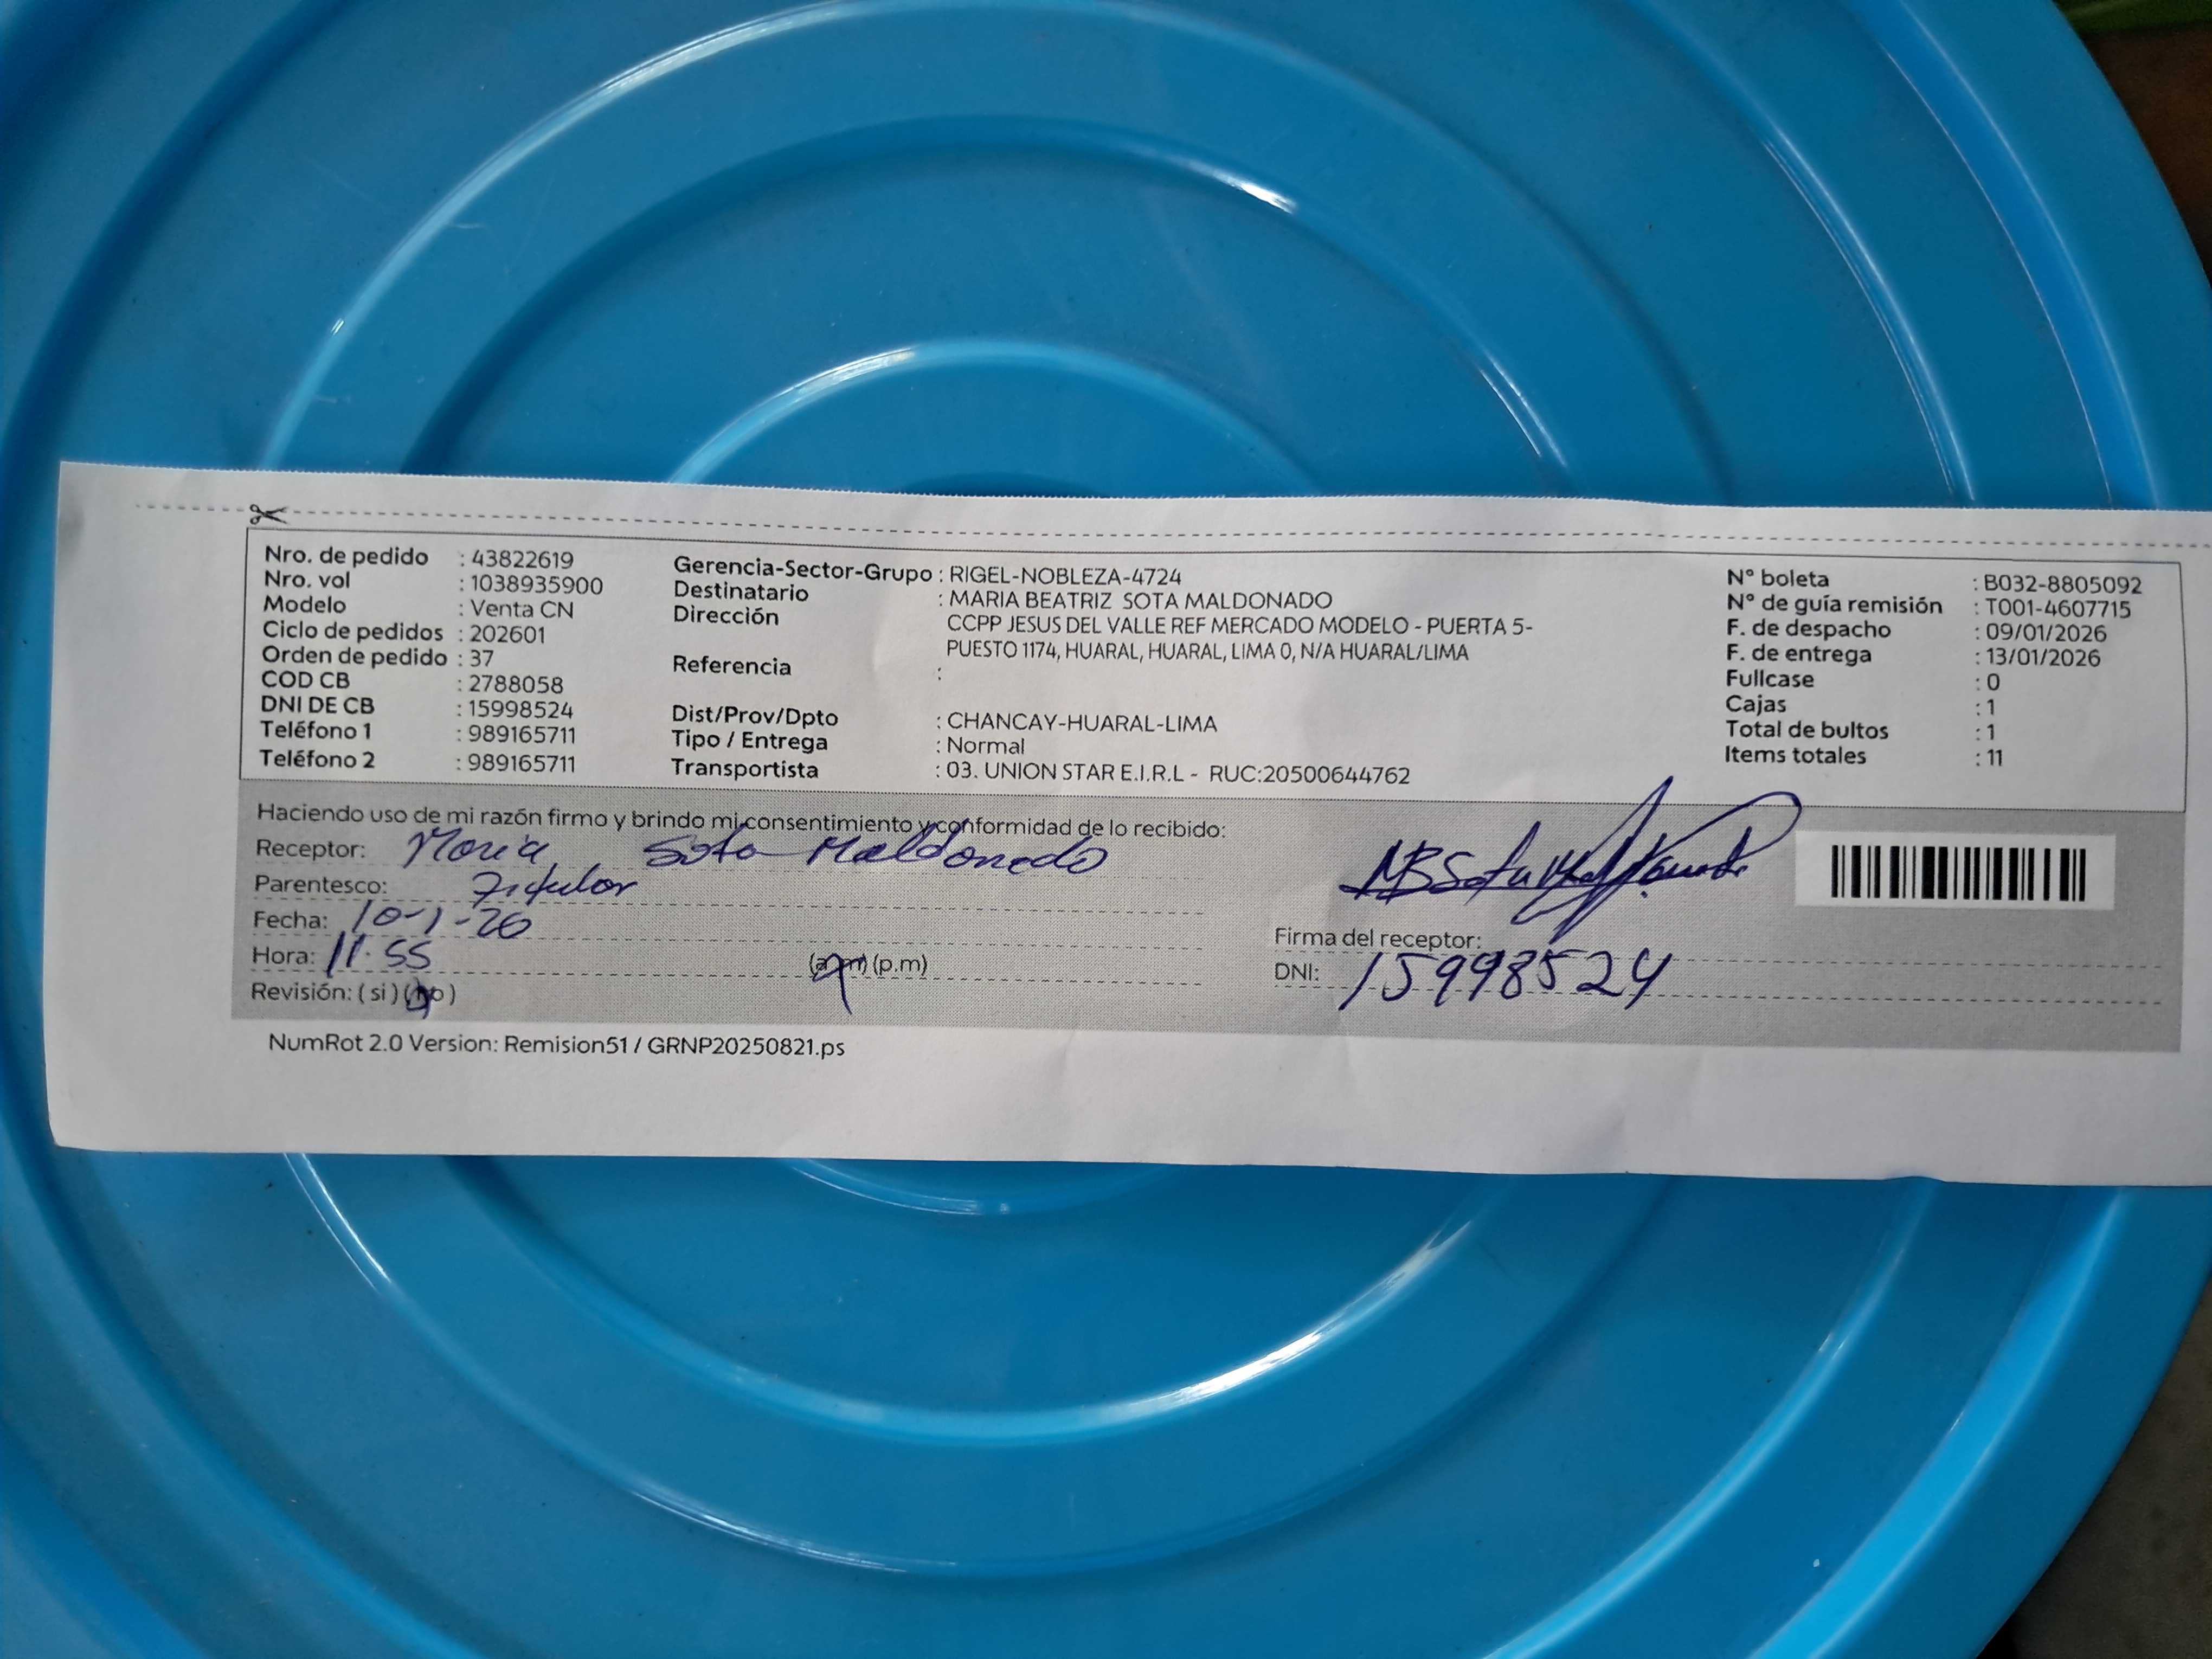 Nro. de pedido : 43822619
Nro. vol : 1038935900
Modelo : Venta CN
Ciclo de pedidos : 202601
Orden de pedido : 37
COD CB : 2788058
DNI DE CB : 15998524
Teléfono 1 : 989165711
Teléfono 2 : 989165711
Gerencia-Sector-Grupo : RIGEL-NOBLEZA-4724
Destinatario : MARIA BEATRIZ SOTA MALDONADO
Dirección CCPP JESUS DEL VALLE REF MERCADO MODELO - PUERTA 5-
PUESTO 1174, HUARAL, HUARAL, LIMA 0, N/A HUARAL/LIMA
Referencia :
Dist/Prov/Dpto : CHANCAY-HUARAL-LIMA
Tipo / Entrega : Normal
Transportista : 03. UNION STAR E.I.R.L - RUC:20500644762
N° boleta : B032-8805092
N° de guía remisión : T001-4607715
F. de despacho : 09/01/2026
F. de entrega : 13/01/2026
Fullcase : 0
Cajas : 1
Total de bultos : 1
Items totales : 11
Haciendo uso de mi razón firmo y brindo mi consentimiento y conformidad de lo recibido:
Receptor: Maria Sota Maldonado
Parentesco: Titular
Fecha: 10-1-26
Hora: 11.55 (a.m) (p.m)
Revisión: ( si ) ( no )
Firma del receptor:
DNI: 15998524
NumRot 2.0 Version: Remision51 / GRNP20250821.ps